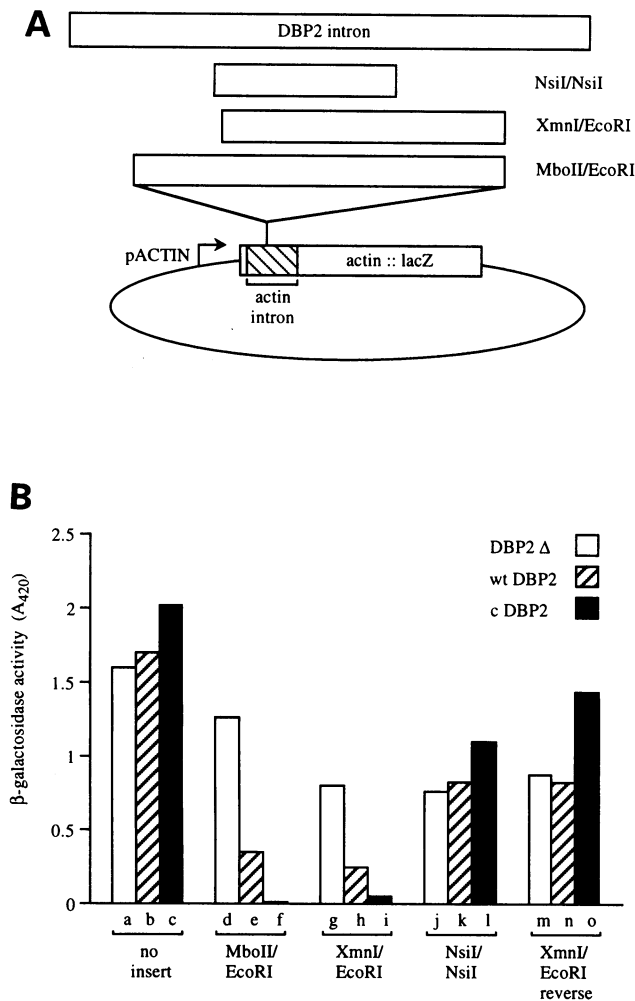 A
DBP2 intron
NsiI/NsiI
XmnI/EcoRI
MboII/EcoRI
pACTIN
actin :: lacZ
actin
intron
B
β-galactosidase activity (A420)
2.5
2
1.5
1
0.5
0
DBP2 Δ
wt DBP2
c DBP2
a b c d e f g h i j k l m n o
no
insert
MboII/
EcoRI
XmnI/
EcoRI
NsiI/
NsiI
XmnI/
EcoRI
reverse